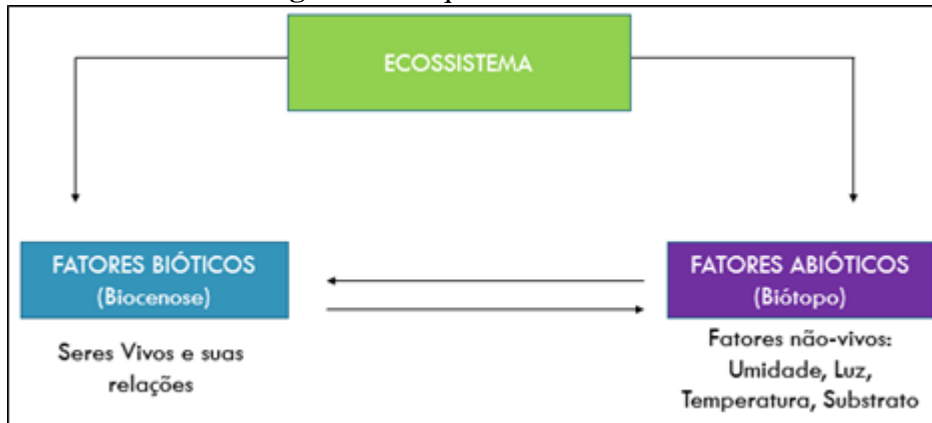 ECOSSISTEMA
FATORES BIÓTICOS
(Biocenose)
Seres Vivos e suas
relações
FATORES ABIÓTICOS
(Biótopo)
Fatores não-vivos:
Umidade, Luz,
Temperatura, Substrato